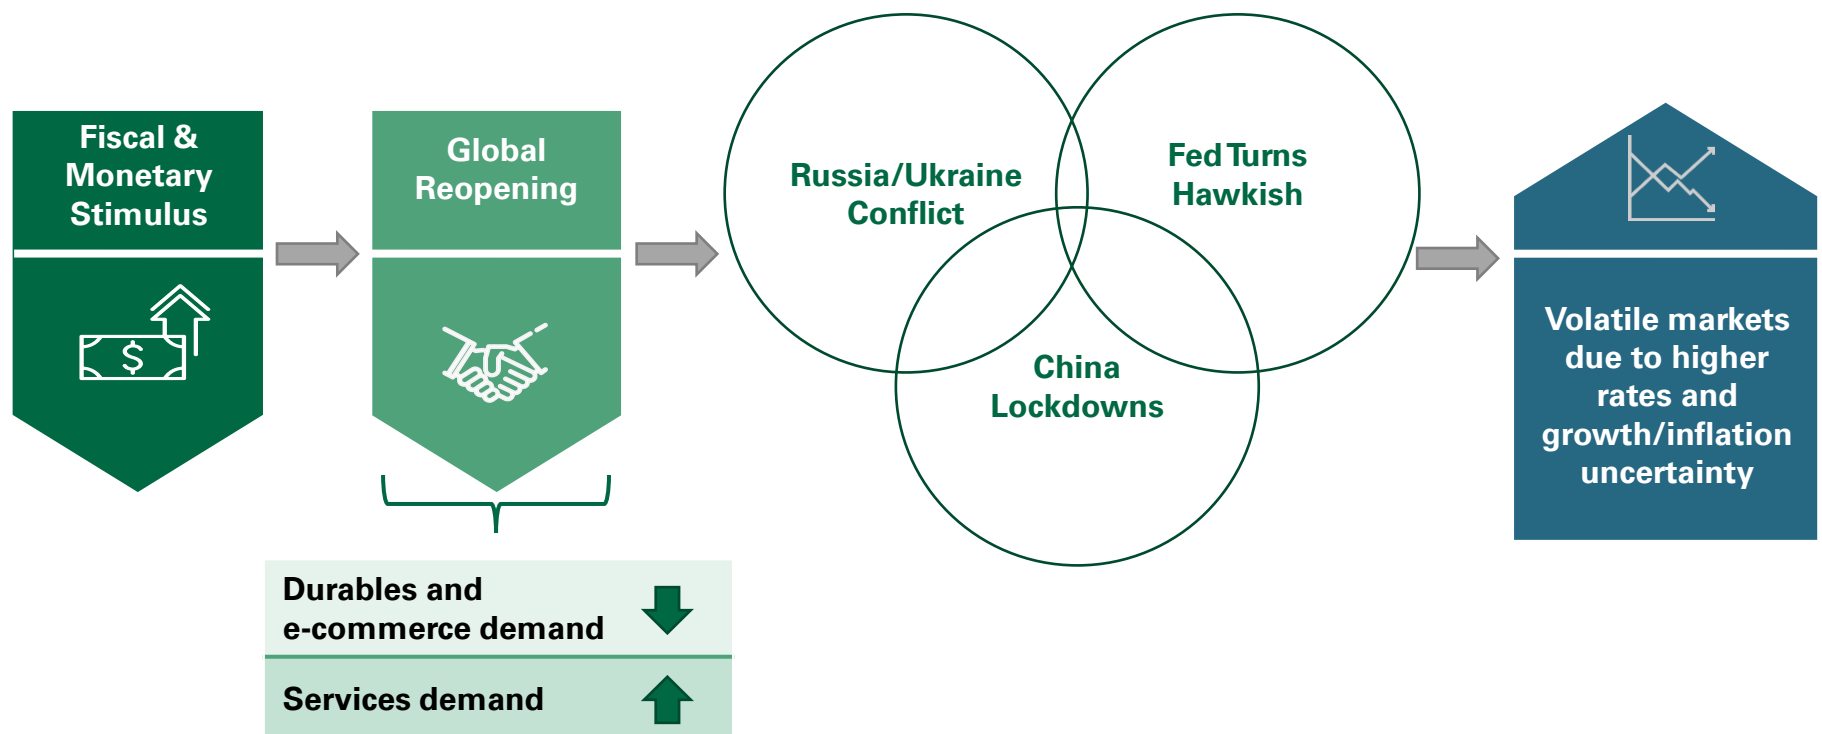 Fiscal &
Monetary
Stimulus
$
Global
Reopening
Durables and
e-commerce demand
Services demand
Russia/Ukraine
Conflict
Fed Turns
Hawkish
China
Lockdowns
Volatile markets
due to higher
rates and
growth/inflation
uncertainty